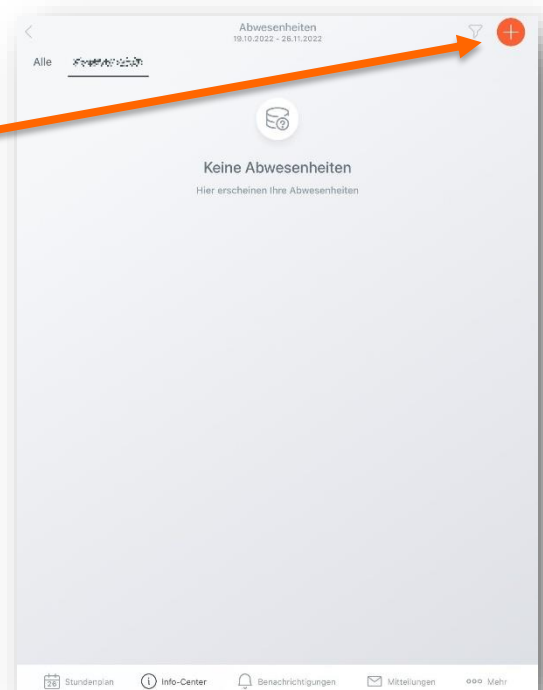 Abwesenheiten
19.10.2022 - 26.11.2022
Alle
Keine Abwesenheiten
Hier erscheinen Ihre Abwesenheiten
26 Stundenplan Info-Center Benachrichtigungen Mitteilungen Mehr